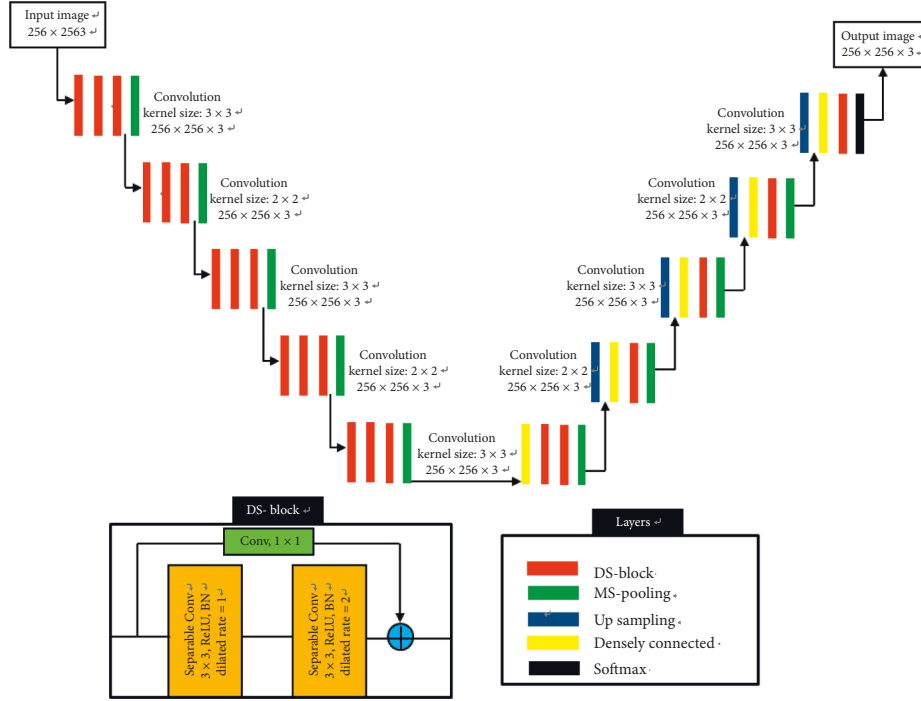 Input image ↵
256 × 2563 ↵
Output image ↵
256 × 256 × 3 ↵
Convolution
kernel size: 3 × 3 ↵
256 × 256 × 3 ↵
Convolution
kernel size: 2 × 2 ↵
256 × 256 × 3 ↵
Convolution
kernel size: 3 × 3 ↵
256 × 256 × 3 ↵
Convolution
kernel size: 2 × 2 ↵
256 × 256 × 3 ↵
Convolution
kernel size: 3 × 3 ↵
256 × 256 × 3 ↵
Convolution
kernel size: 2 × 2 ↵
256 × 256 × 3 ↵
Convolution
kernel size: 3 × 3 ↵
256 × 256 × 3 ↵
Convolution
kernel size: 2 × 2 ↵
256 × 256 × 3 ↵
Convolution
kernel size: 3 × 3 ↵
256 × 256 × 3 ↵
DS- block ↵
Conv, 1 × 1
Separable Conv ↵
3 × 3, ReLU, BN ↵
dilated rate = 1 ↵
Separable Conv ↵
3 × 3, ReLU, BN ↵
dilated rate = 2 ↵
Layers ↵
DS-block
MS-pooling
Up sampling
Densely connected
Softmax